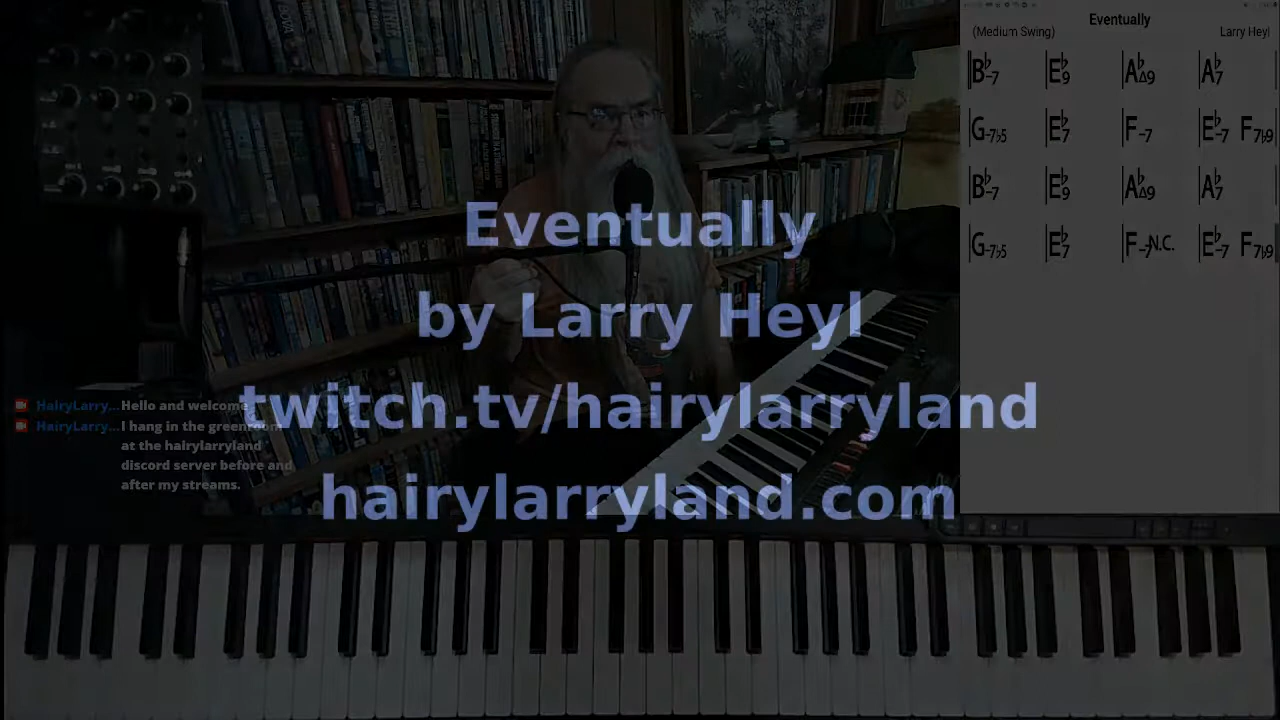 Eventually
(Medium Swing)
Larry Heyl
B♭-7 E♭9 A♭Δ9 A♭7
G-7♭5 E♭7 F-7 E♭-7 F7♭9
B♭-7 E♭9 A♭Δ9 A♭7
G-7♭5 E♭7 F-7 N.C. E♭-7 F7♭9
Eventually
by Larry Heyl
twitch.tv/hairylarryland
hairylarryland.com
HairyLarry... Hello and welcome
HairyLarry... I hang in the greenroom
at the hairylarryland
discord server before and
after my streams.